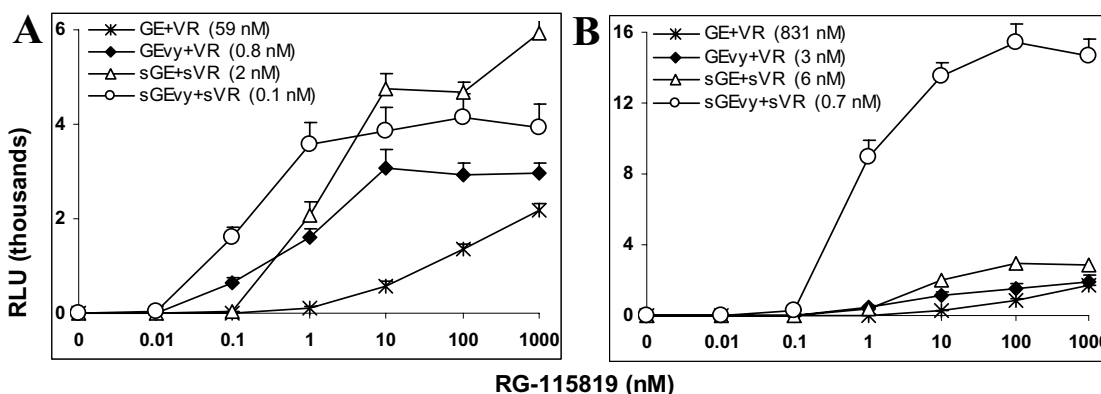 A
GE+VR (59 nM)
GEvy+VR (0.8 nM)
sGE+sVR (2 nM)
sGEvy+sVR (0.1 nM)
6
4
2
0
0 0.01 0.1 1 10 100 1000
B
GE+VR (831 nM)
GEvy+VR (3 nM)
sGE+sVR (6 nM)
sGEvy+sVR (0.7 nM)
16
12
8
4
0
0 0.01 0.1 1 10 100 1000
RLU (thousands)
RG-115819 (nM)